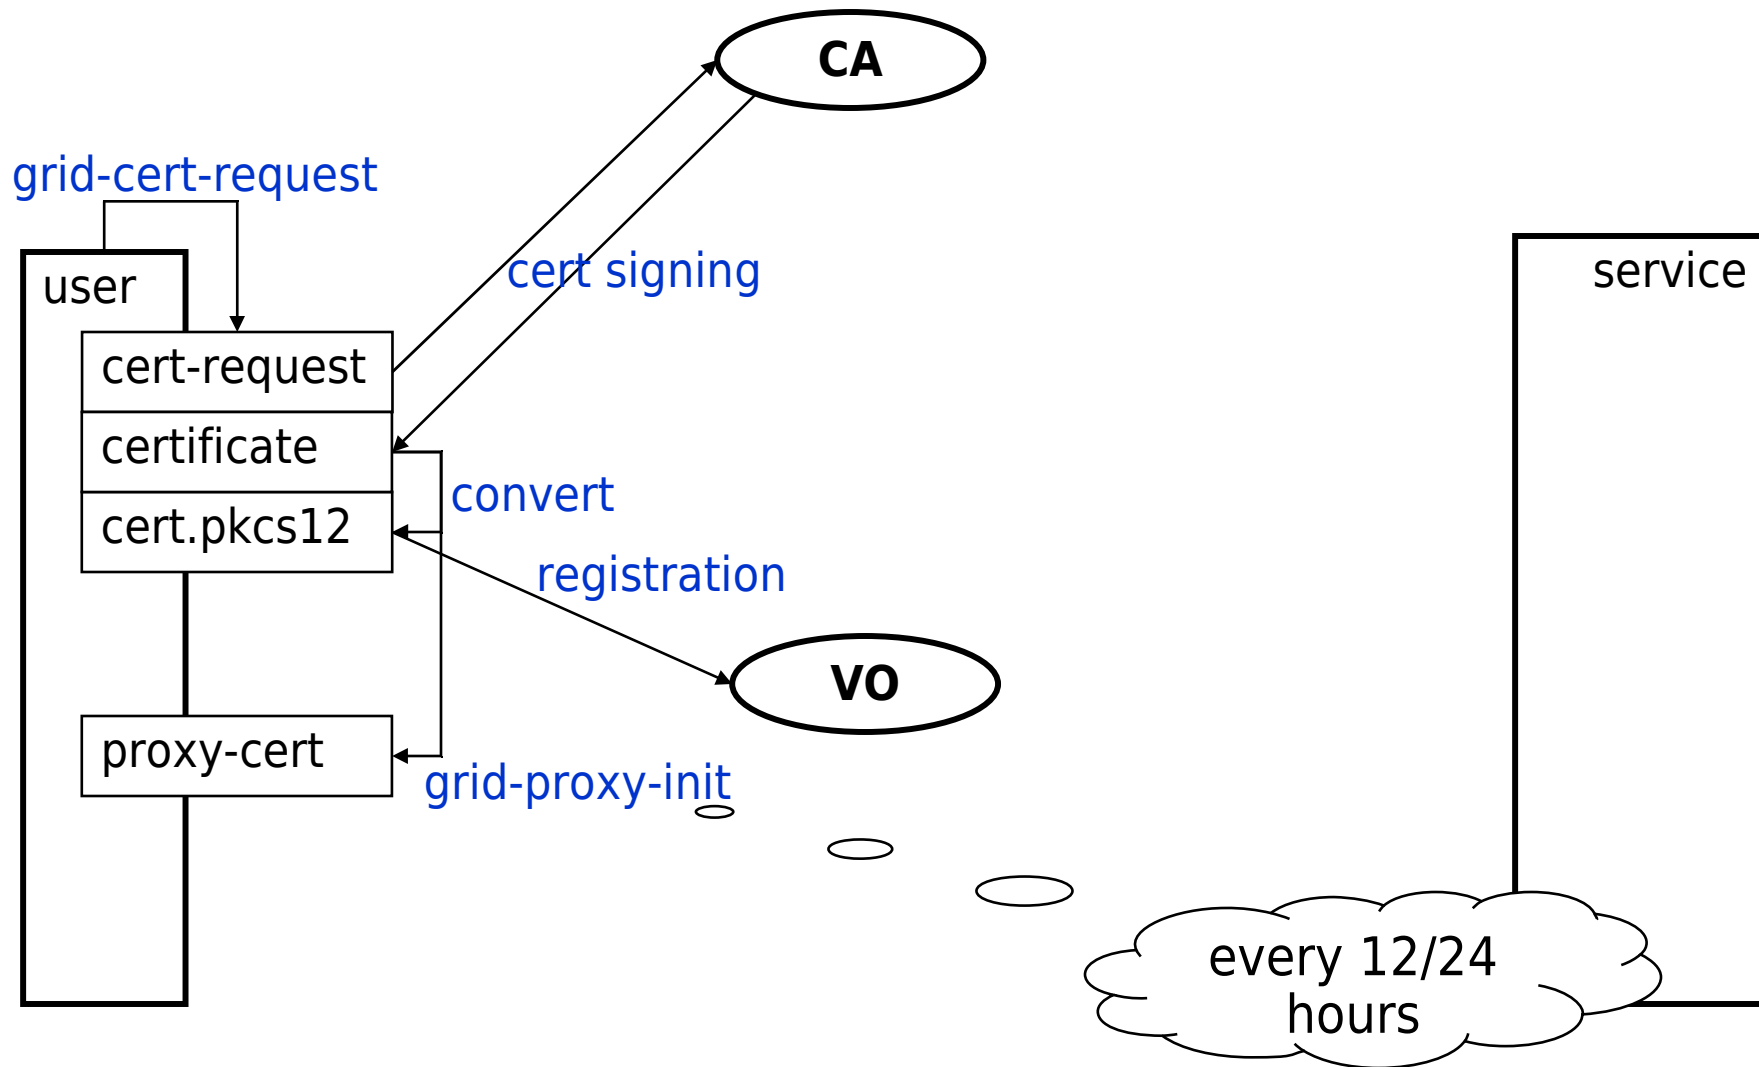 CA
grid-cert-request
cert signing
user
service
cert-request
certificate
convert
cert.pkcs12
registration
VO
proxy-cert
grid-proxy-init
every 12/24
hours